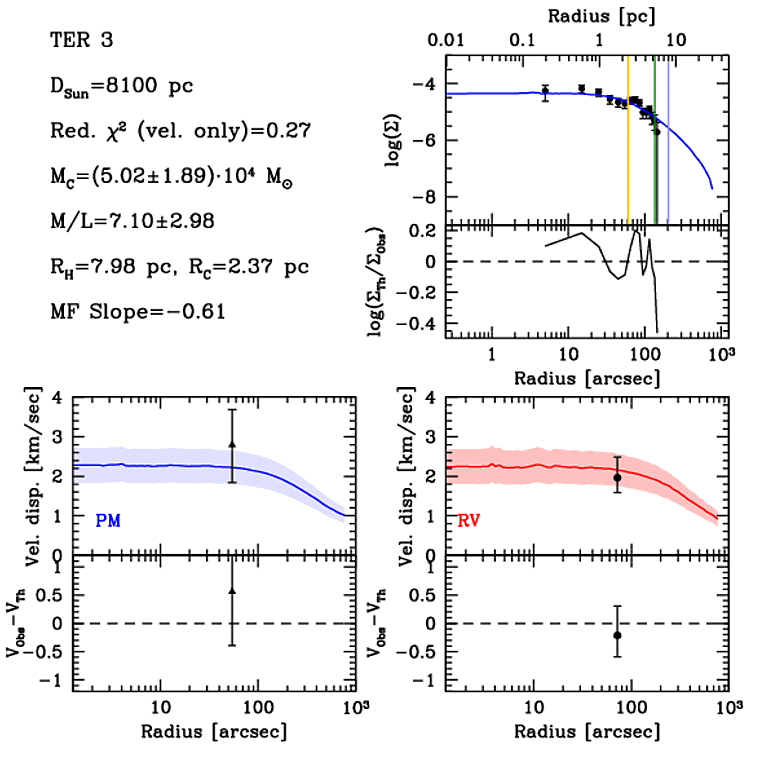 TER 3
D_Sun=8100 pc
Red. χ² (vel. only)=0.27
M_C=(5.02±1.89)·10⁴ M_⊙
M/L=7.10±2.98
R_H=7.98 pc, R_C=2.37 pc
MF Slope=−0.61
Radius [pc]
0.01 0.1 1 10
log(Σ)
−4
−6
−8
log(Σ_Th/Σ_Obs)
0.2
0
−0.2
−0.4
1 10 100 10³
Radius [arcsec]
Vel. disp. [km/sec]
4
3
2
1
0
PM
V_Obs−V_Th
1
0.5
0
−0.5
−1
10 100 10³
Radius [arcsec]
Vel. disp. [km/sec]
4
3
2
1
0
RV
V_Obs−V_Th
1
0.5
0
−0.5
−1
10 100 10³
Radius [arcsec]